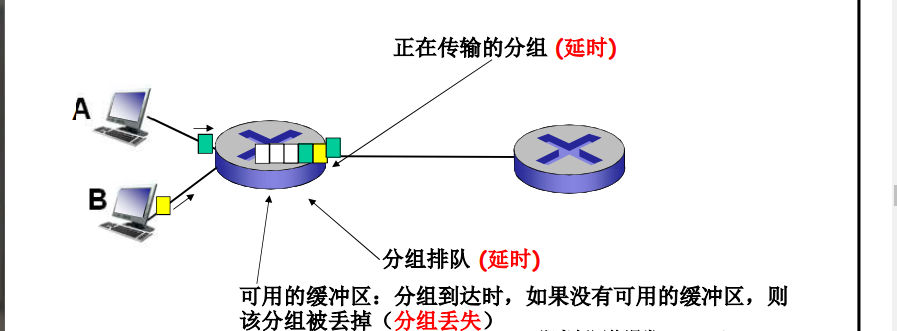 正在传输的分组 (延时)
A
B
分组排队 (延时)
可用的缓冲区：分组到达时，如果没有可用的缓冲区，则
该分组被丢掉（分组丢失）